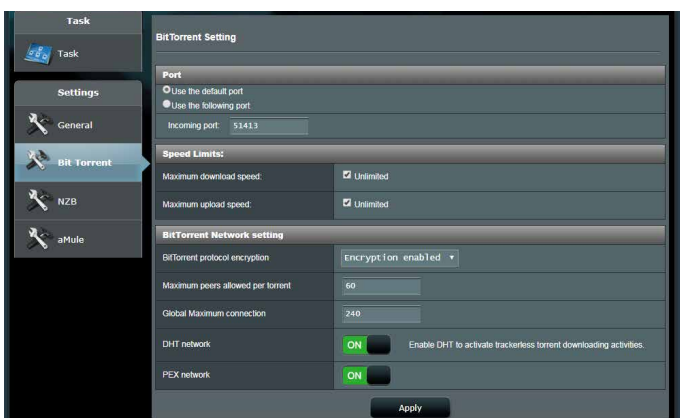 Task
Task
Settings
General
Bit Torrent
NZB
aMule
BitTorrent Setting
Port
Use the default port
Use the following port
Incoming port: 51413
Speed Limits:
Maximum download speed: Unlimited
Maximum upload speed: Unlimited
BitTorrent Network setting
BitTorrent protocol encryption Encryption enabled
Maximum peers allowed per torrent 60
Global Maximum connection 240
DHT network ON Enable DHT to activate trackerless torrent downloading activities.
PEX network ON
Apply